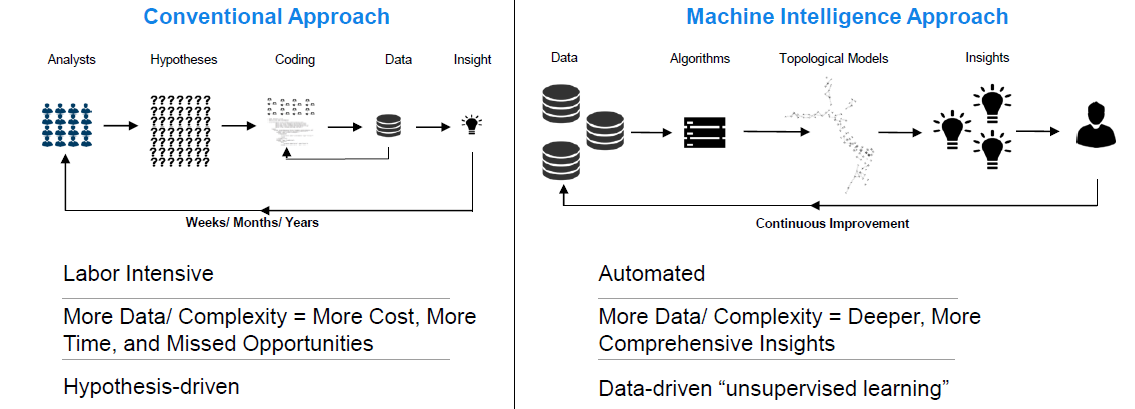 Conventional Approach
Analysts
Hypotheses
Coding
Data
Insight
???????
???????
???????
???????
???????
???????
Weeks/ Months/ Years
Labor Intensive
More Data/ Complexity = More Cost, More
Time, and Missed Opportunities
Hypothesis-driven
Machine Intelligence Approach
Data
Algorithms
Topological Models
Insights
Continuous Improvement
Automated
More Data/ Complexity = Deeper, More
Comprehensive Insights
Data-driven “unsupervised learning”